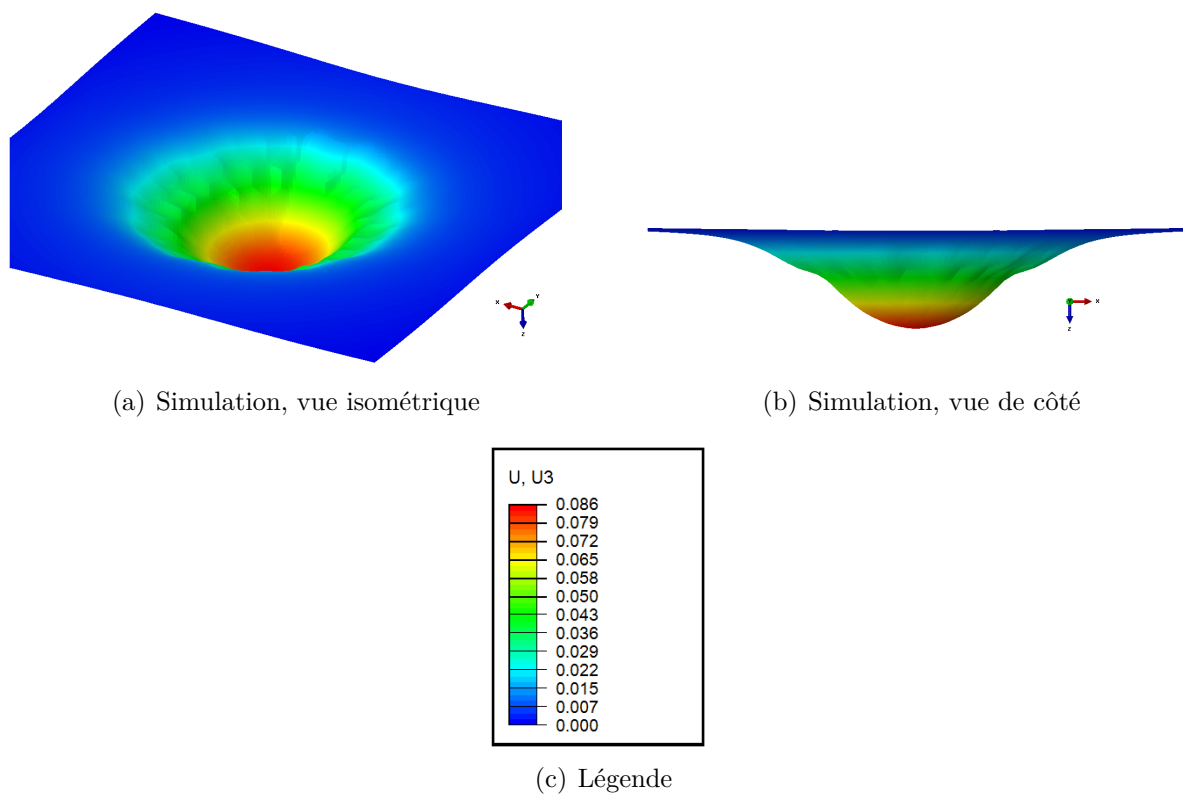 X
Y
Z
Y
X
Z
(a) Simulation, vue isométrique
(b) Simulation, vue de côté
U, U3
0.086
0.079
0.072
0.065
0.058
0.050
0.043
0.036
0.029
0.022
0.015
0.007
0.000
(c) Légende